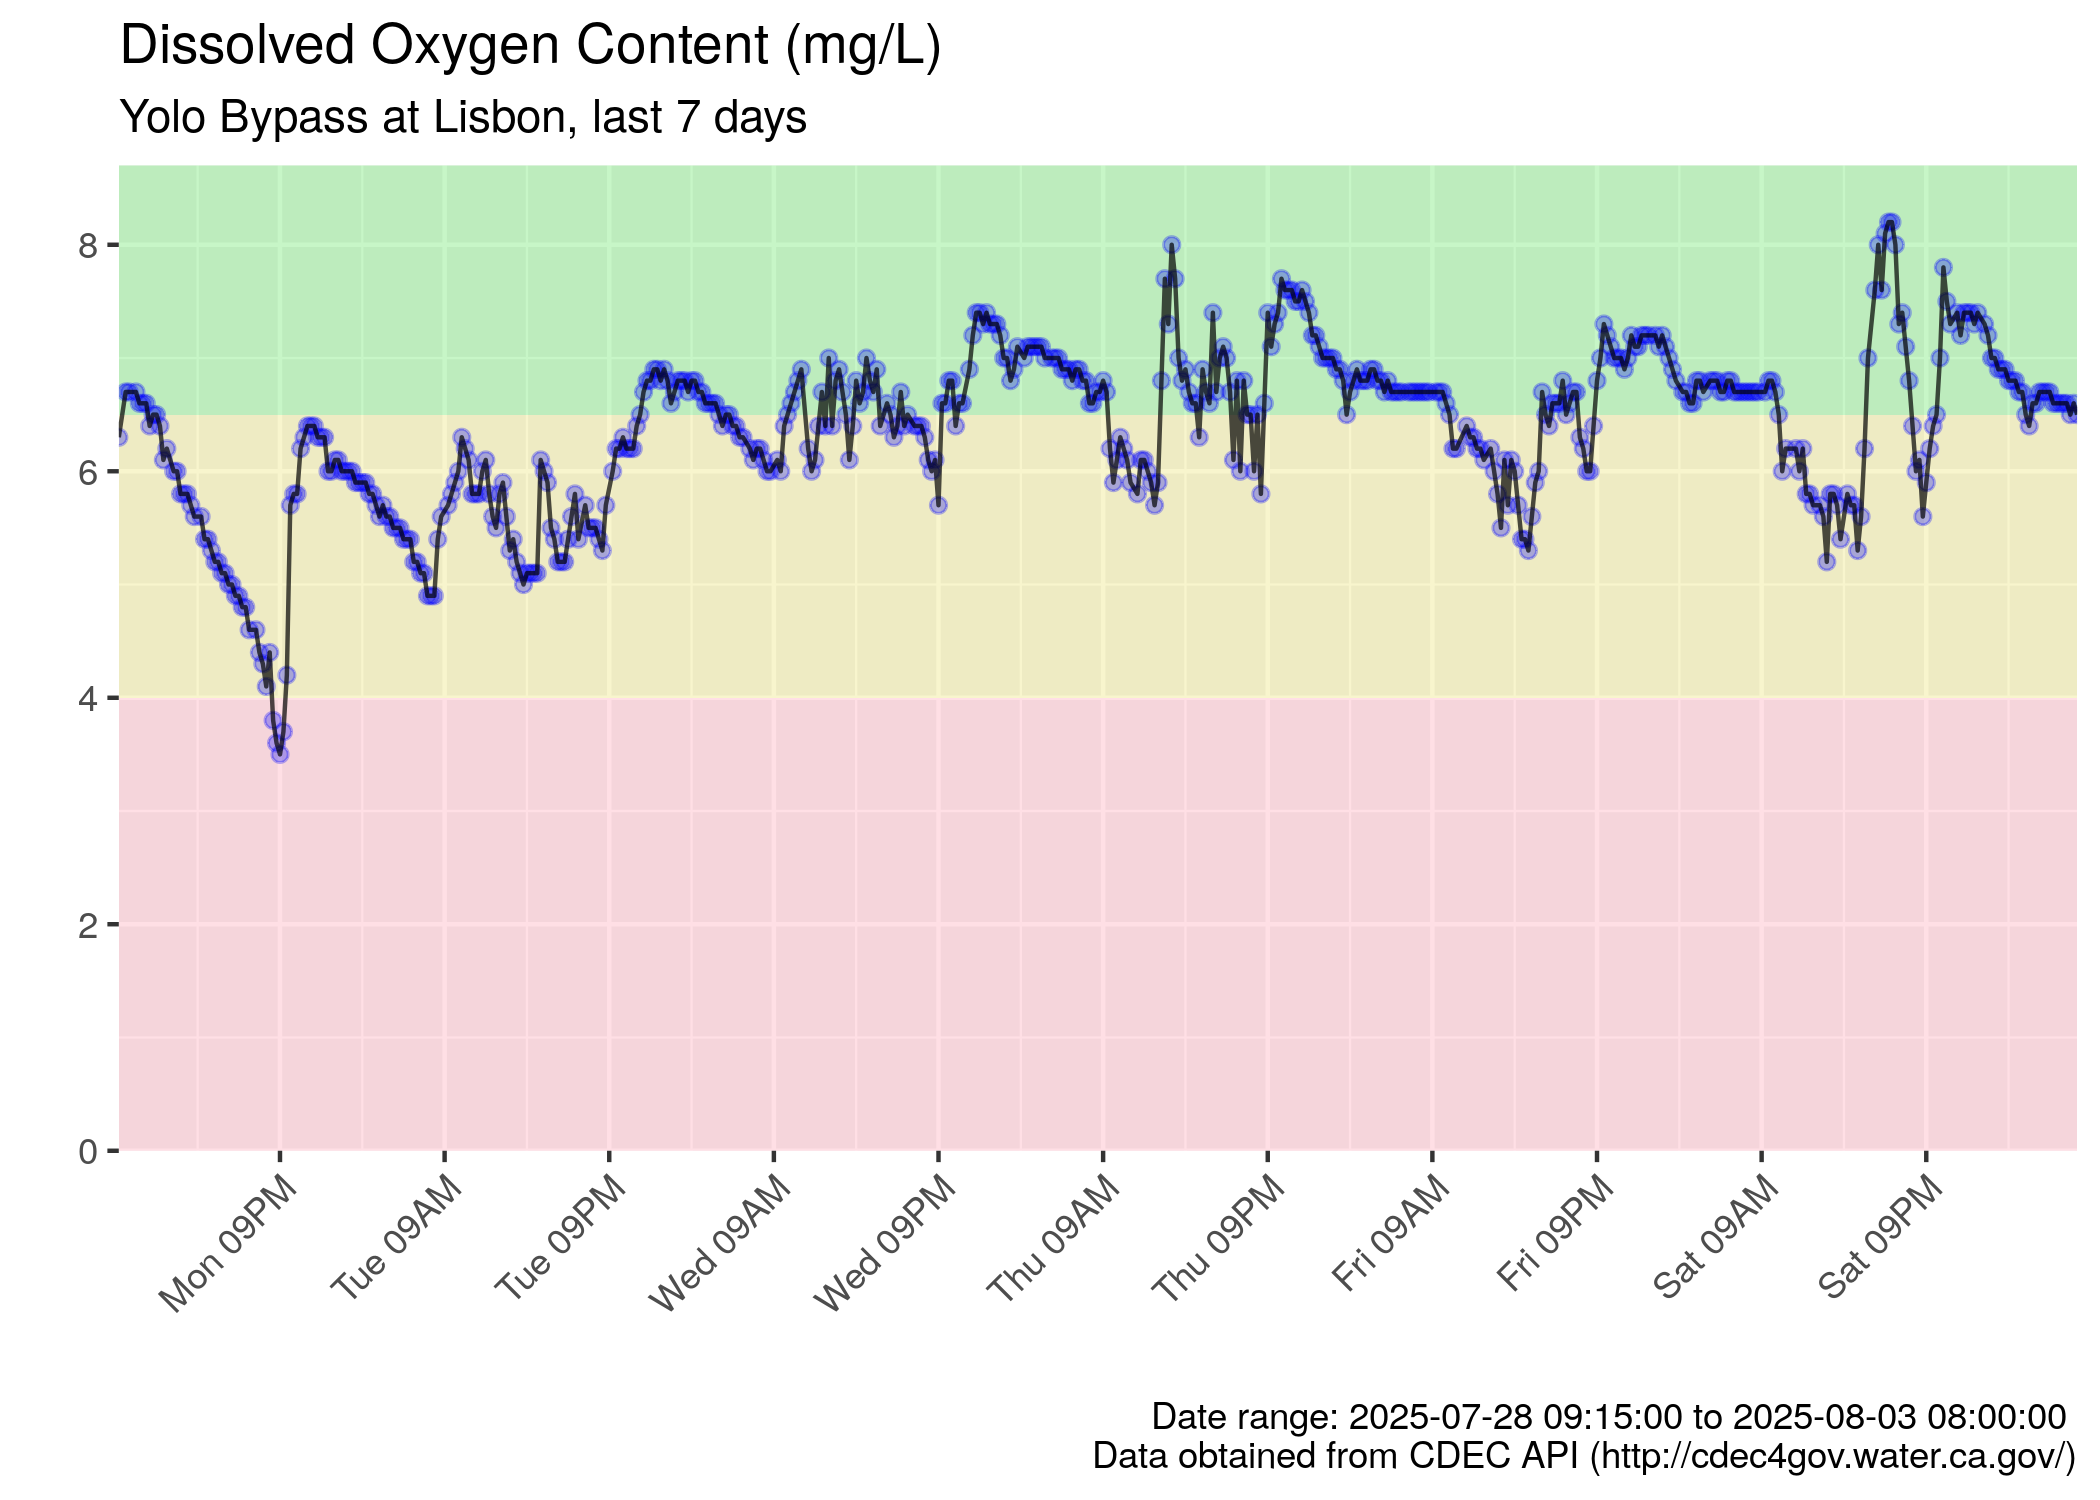 Dissolved Oxygen Content (mg/L)
Yolo Bypass at Lisbon, last 7 days
8
6
4
2
0
Mon 09PM
Tue 09AM
Tue 09PM
Wed 09AM
Wed 09PM
Thu 09AM
Thu 09PM
Fri 09AM
Fri 09PM
Sat 09AM
Sat 09PM
Date range: 2025-07-28 09:15:00 to 2025-08-03 08:00:00
Data obtained from CDEC API (http://cdec4gov.water.ca.gov/)